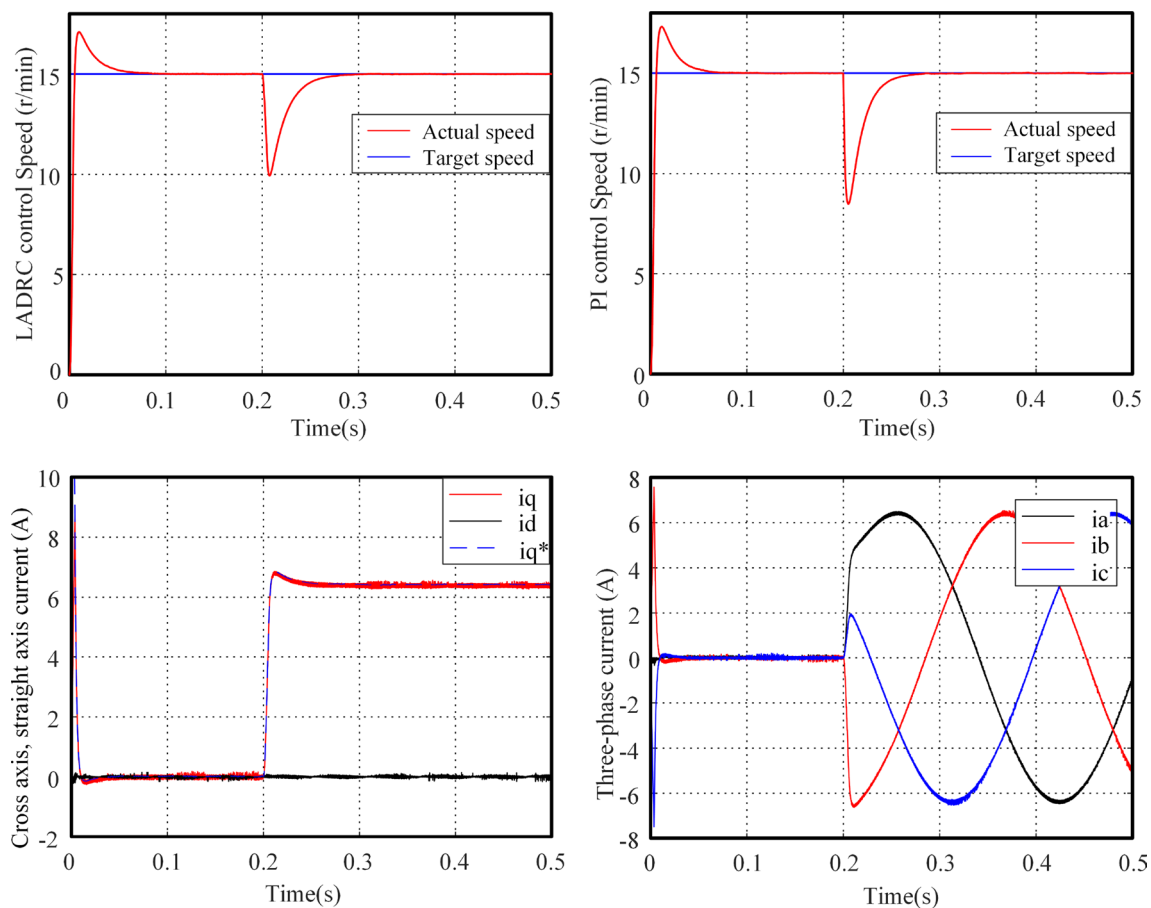 LADRC control Speed (r/min)
15
10
5
0
0 0.1 0.2 0.3 0.4 0.5
Time(s)
Actual speed
Target speed
PI control Speed (r/min)
15
10
5
0
0 0.1 0.2 0.3 0.4 0.5
Time(s)
Actual speed
Target speed
Cross axis, straight axis current (A)
10
8
6
4
2
0
-2
0 0.1 0.2 0.3 0.4 0.5
Time(s)
iq
id
iq*
Three-phase current (A)
8
6
4
2
0
-2
-4
-6
-8
0 0.1 0.2 0.3 0.4 0.5
Time(s)
ia
ib
ic